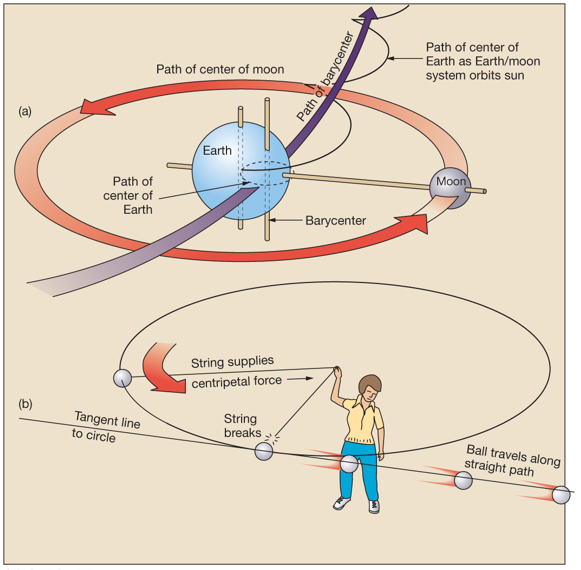 Path of center of
Earth as Earth/moon
system orbits sun
Path of center of moon
Path of barycenter
(a)
Earth
Path of
center of
Earth
Moon
Barycenter
String supplies
centripetal force
(b)
Tangent line
to circle
String
breaks
Ball travels along
straight path